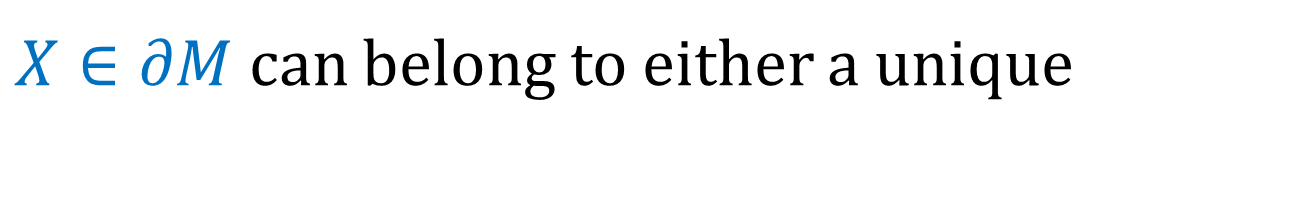 X ∈ ∂M can belong to either a unique